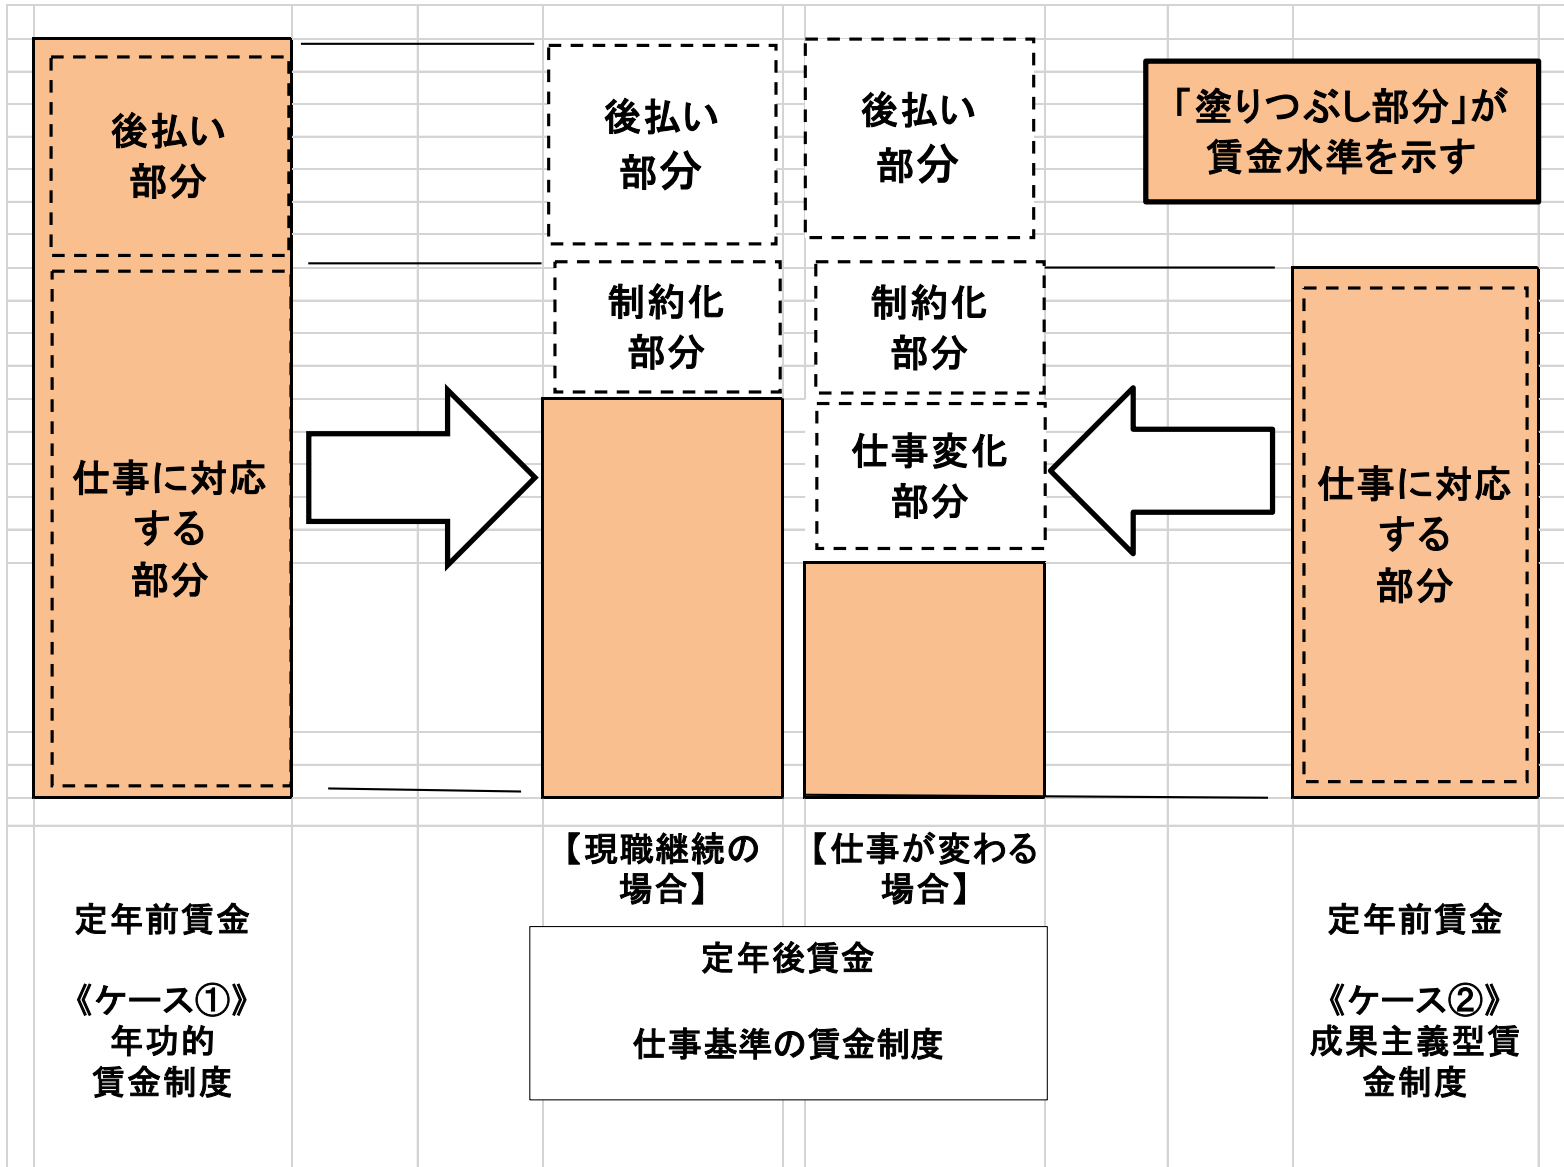 後払い
部分
仕事に対応
する
部分
定年前賃金
《ケース①》
年功的
賃金制度
後払い
部分
制約化
部分
【現職継続の
場合】
後払い
部分
制約化
部分
仕事変化
部分
【仕事が変わる
場合】
定年後賃金
仕事基準の賃金制度
「塗りつぶし部分」が
賃金水準を示す
仕事に対応
する
部分
定年前賃金
《ケース②》
成果主義型賃
金制度